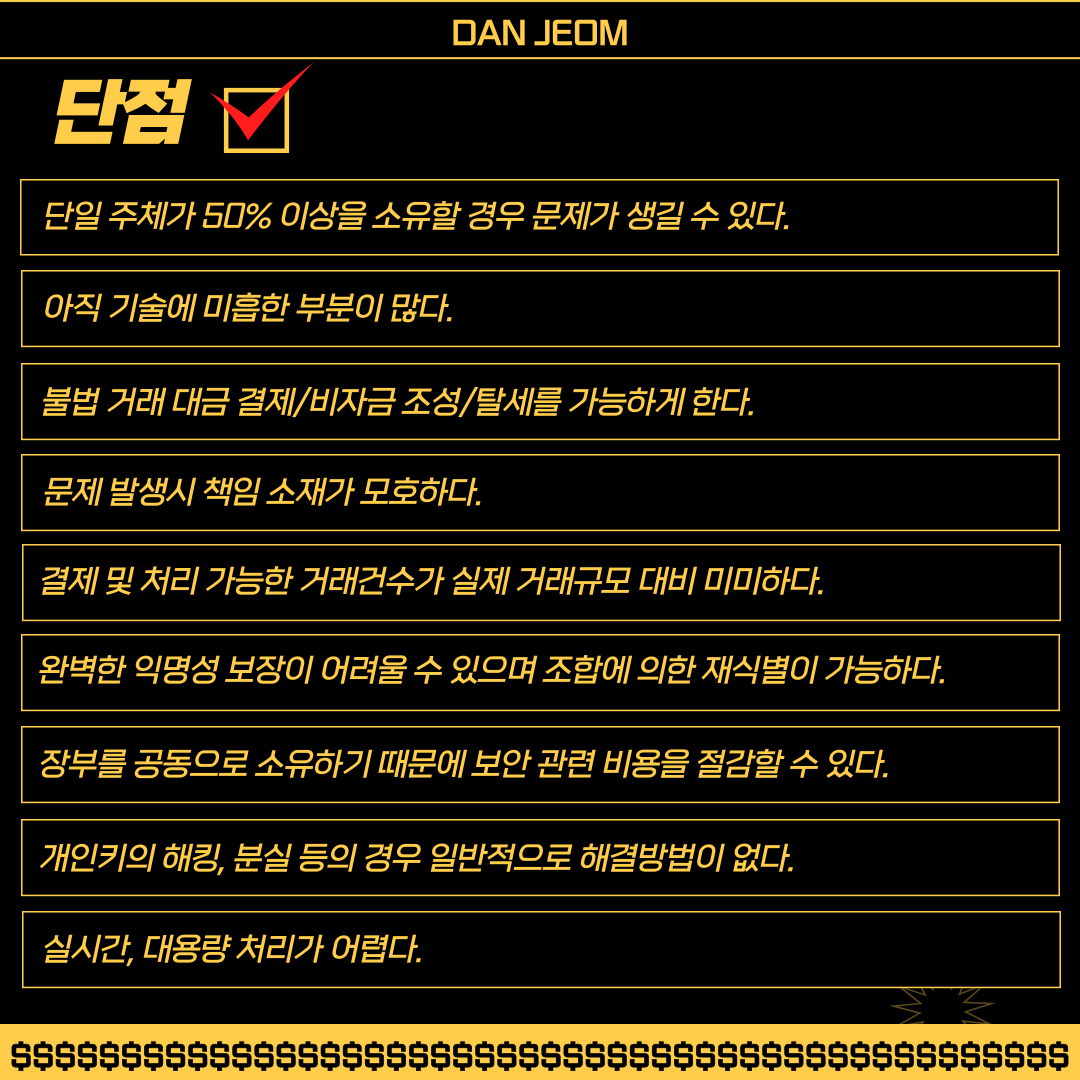 DAN JEOM
단점
단일 주체가 50% 이상을 소유할 경우 문제가 생길 수 있다.
아직 기술에 미흡한 부분이 많다.
불법 거래 대금 결제/비자금 조성/탈세를 가능하게 한다.
문제 발생시 책임 소재가 모호하다.
결제 및 처리 가능한 거래건수가 실제 거래규모 대비 미미하다.
완벽한 익명성 보장이 어려울 수 있으며 조합에 의한 재식별이 가능하다.
장부를 공동으로 소유하기 때문에 보안 관련 비용을 절감할 수 있다.
개인키의 해킹, 분실 등의 경우 일반적으로 해결방법이 없다.
실시간, 대용량 처리가 어렵다.
$$$$$$$$$$$$$$$$$$$$$$$$$$$$$$$$$$$$$$$$$$$$$$$$